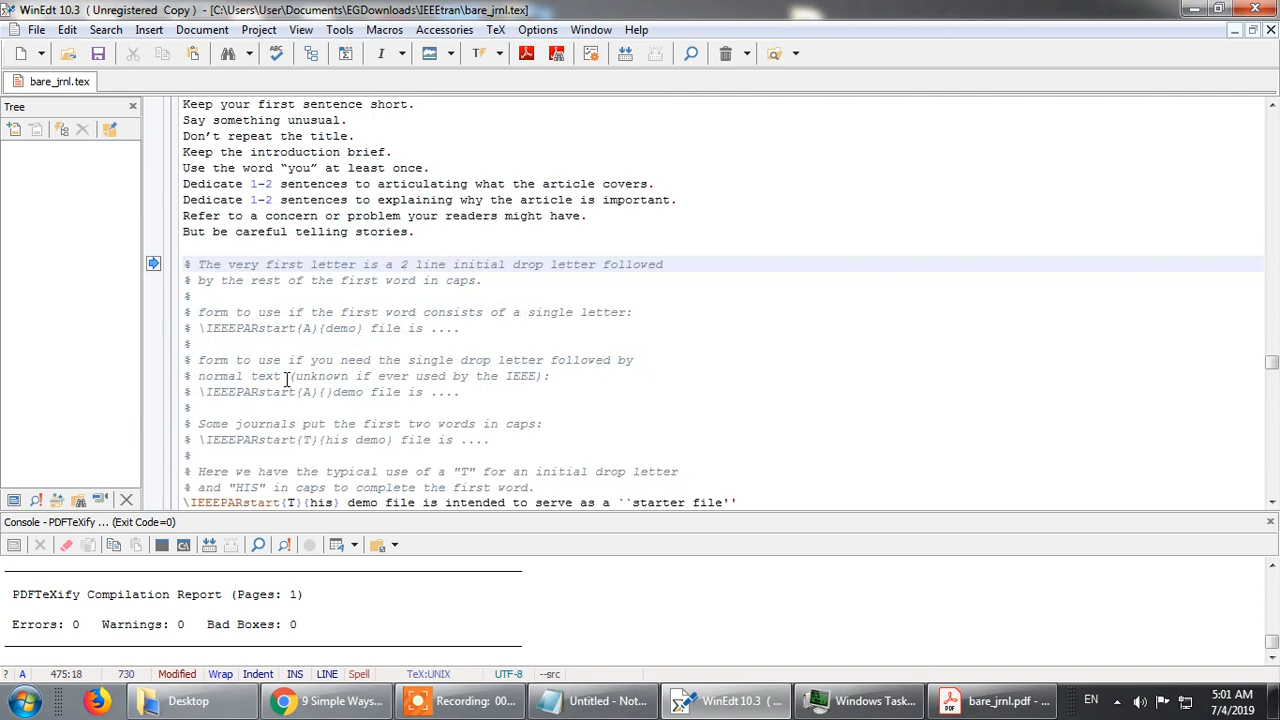 WinEdt 10.3 (Unregistered Copy) - [C:\Users\User\Documents\EGDownloads\IEEEtran\bare_jrnl.tex]
File Edit Search Insert Document Project View Tools Macros Accessories TeX Options Window Help
bare_jrnl.tex
Tree
Keep your first sentence short.
Say something unusual.
Don’t repeat the title.
Keep the introduction brief.
Use the word “you” at least once.
Dedicate 1-2 sentences to articulating what the article covers.
Dedicate 1-2 sentences to explaining why the article is important.
Refer to a concern or problem your readers might have.
But be careful telling stories.
% The very first letter is a 2 line initial drop letter followed
% by the rest of the first word in caps.
%
% form to use if the first word consists of a single letter:
% \IEEEPARstart{A}{demo} file is ....
%
% form to use if you need the single drop letter followed by
% normal text (unknown if ever used by the IEEE):
% \IEEEPARstart{A}{}demo file is ....
%
% Some journals put the first two words in caps:
% \IEEEPARstart{T}{his demo} file is ....
%
% Here we have the typical use of a "T" for an initial drop letter
% and "HIS" in caps to complete the first word.
\IEEEPARstart{T}{his} demo file is intended to serve as a ``starter file''
Console - PDFTeXify ... (Exit Code=0)
PDFTeXify Compilation Report (Pages: 1)
Errors: 0 Warnings: 0 Bad Boxes: 0
? A 475:18 730 Modified Wrap Indent INS LINE Spell TeX:UNIX UTF-8 --src
Desktop 9 Simple Ways... Recording: 00... Untitled - Not... WinEdt 10.3 ( ... Windows Task... bare_jrnl.pdf - ... EN 5:01 AM
7/4/2019